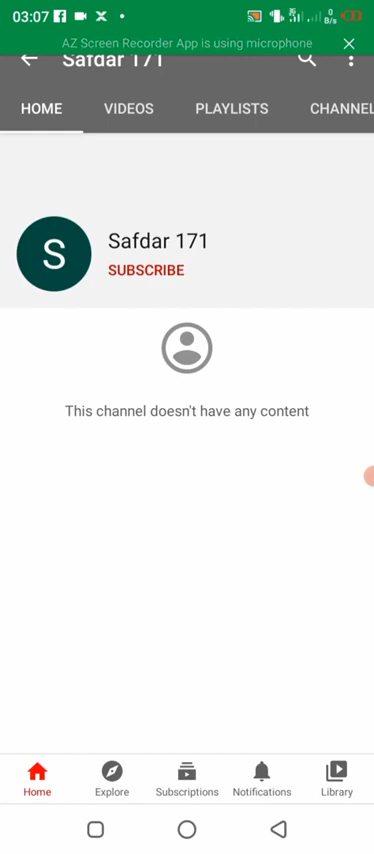 03:07
0 B/s
AZ Screen Recorder App is using microphone
Safdar 171
HOME VIDEOS PLAYLISTS CHANNEL
S
Safdar 171
SUBSCRIBE
This channel doesn't have any content
Home Explore Subscriptions Notifications Library